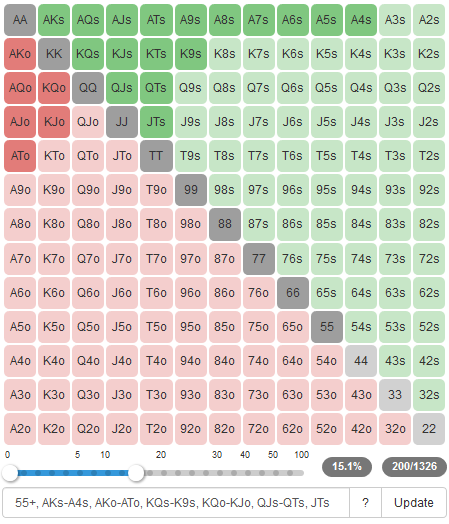 AA AKs AQs AJs ATs A9s A8s A7s A6s A5s A4s A3s A2s
AKo KK KQs KJs KTs K9s K8s K7s K6s K5s K4s K3s K2s
AQo KQo QQ QJs QTs Q9s Q8s Q7s Q6s Q5s Q4s Q3s Q2s
AJo KJo QJo JJ JTs J9s J8s J7s J6s J5s J4s J3s J2s
ATo KTo QTo JTo TT T9s T8s T7s T6s T5s T4s T3s T2s
A9o K9o Q9o J9o T9o 99 98s 97s 96s 95s 94s 93s 92s
A8o K8o Q8o J8o T8o 98o 88 87s 86s 85s 84s 83s 82s
A7o K7o Q7o J7o T7o 97o 87o 77 76s 75s 74s 73s 72s
A6o K6o Q6o J6o T6o 96o 86o 76o 66 65s 64s 63s 62s
A5o K5o Q5o J5o T5o 95o 85o 75o 65o 55 54s 53s 52s
A4o K4o Q4o J4o T4o 94o 84o 74o 64o 54o 44 43s 42s
A3o K3o Q3o J3o T3o 93o 83o 73o 63o 53o 43o 33 32s
A2o K2o Q2o J2o T2o 92o 82o 72o 62o 52o 42o 32o 22
0 5 10 20 30 40 50 100
15.1% 200/1326
55+, AKs-A4s, AKo-ATo, KQs-K9s, KQo-KJo, QJs-QTs, JTs ? Update